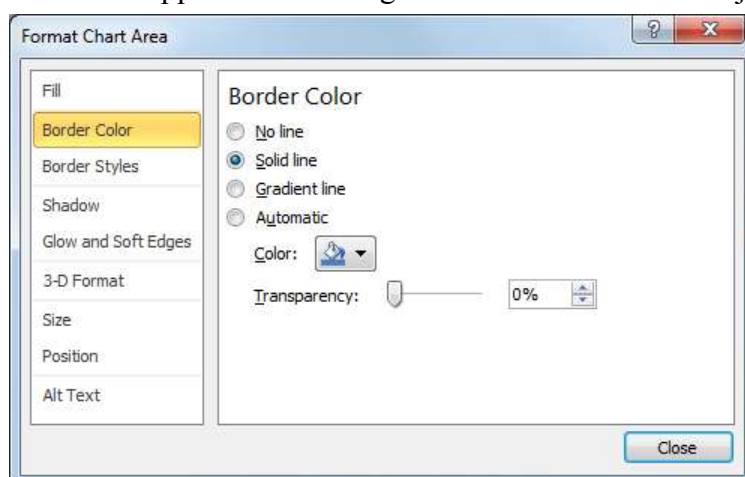 Format Chart Area
Fill
Border Color
Border Styles
Shadow
Glow and Soft Edges
3-D Format
Size
Position
Alt Text
Border Color
No line
Solid line
Gradient line
Automatic
Color:
Transparency: 0%
Close